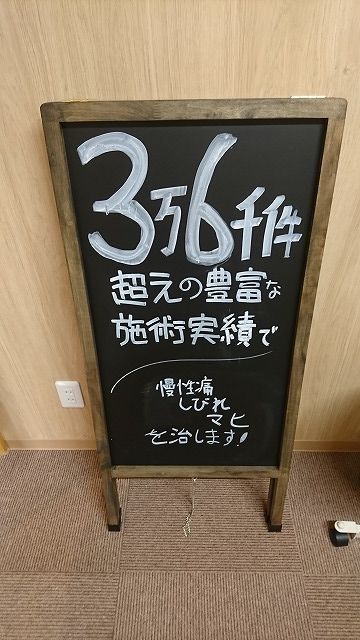 3万6千件
超えの豊富な
施術実績で
慢性痛
しびれ
マヒ
を治します!